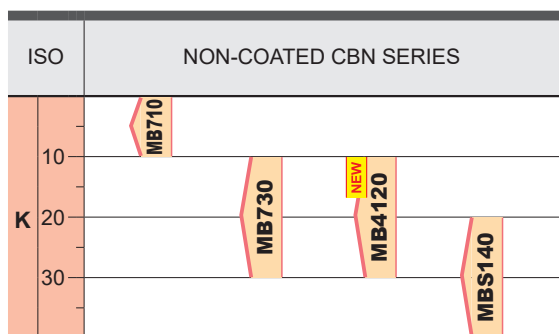 ISO NON-COATED CBN SERIES
MB710
10
NEW
MB730
MB4120
K 20
MBS140
30